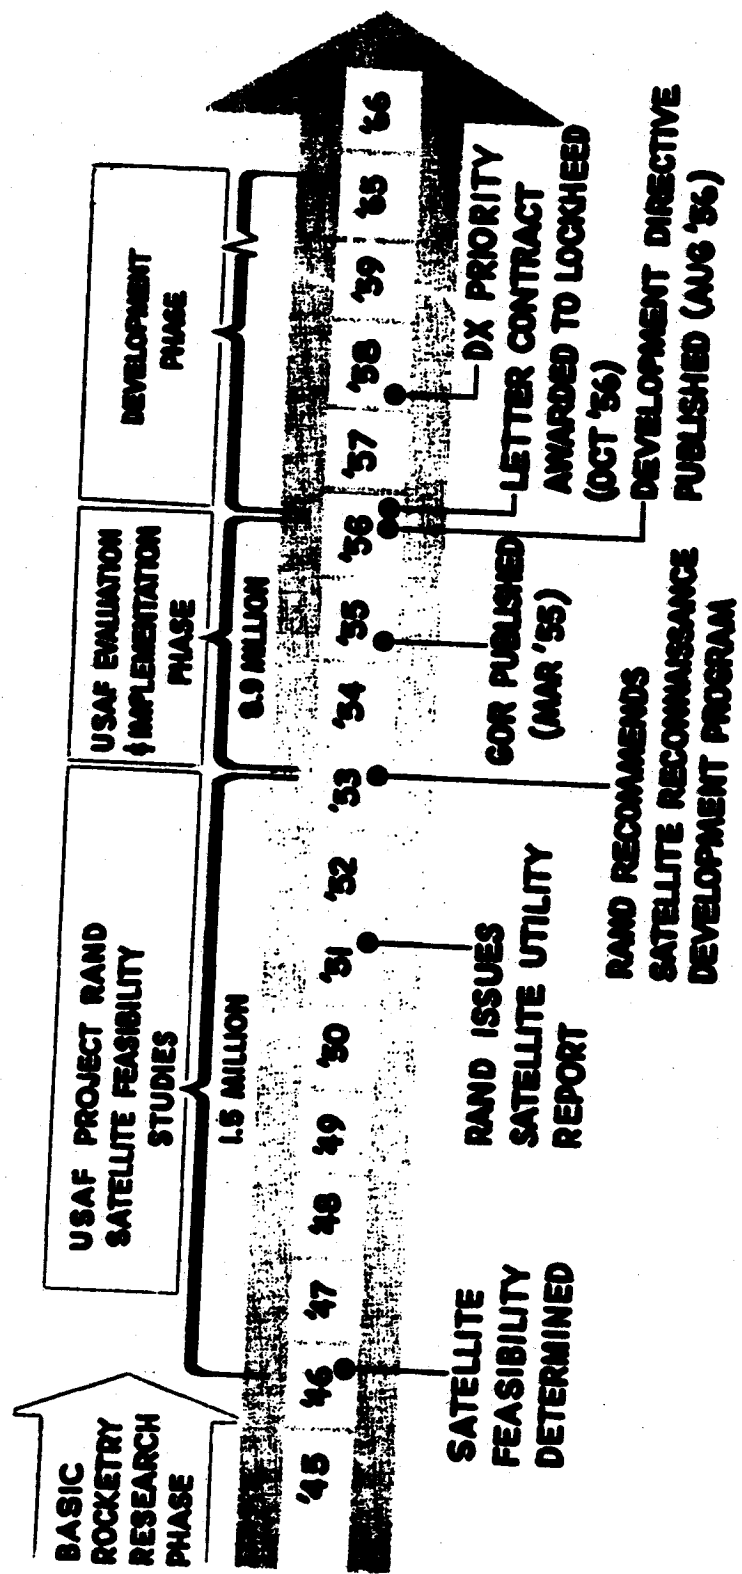 BASIC
ROCKETRY
RESEARCH
PHASE
USAF PROJECT RAND
SATELLITE FEASIBILITY
STUDIES
USAF EVALUATION
& IMPLEMENTATION
PHASE
DEVELOPMENT
PHASE
1.5 MILLION
8.9 MILLION
'45 '46 '47 '48 '49 '50 '51 '52 '53 '54 '55 '56 '57 '58 '59 '65 '66
SATELLITE
FEASIBILITY
DETERMINED
RAND ISSUES
SATELLITE UTILITY
REPORT
RAND RECOMMENDS
SATELLITE RECONNAISSANCE
DEVELOPMENT PROGRAM
GOR PUBLISHED
(MAR '55)
DX PRIORITY
LETTER CONTRACT
AWARDED TO LOCKHEED
(OCT '56)
DEVELOPMENT DIRECTIVE
PUBLISHED (AUG '56)